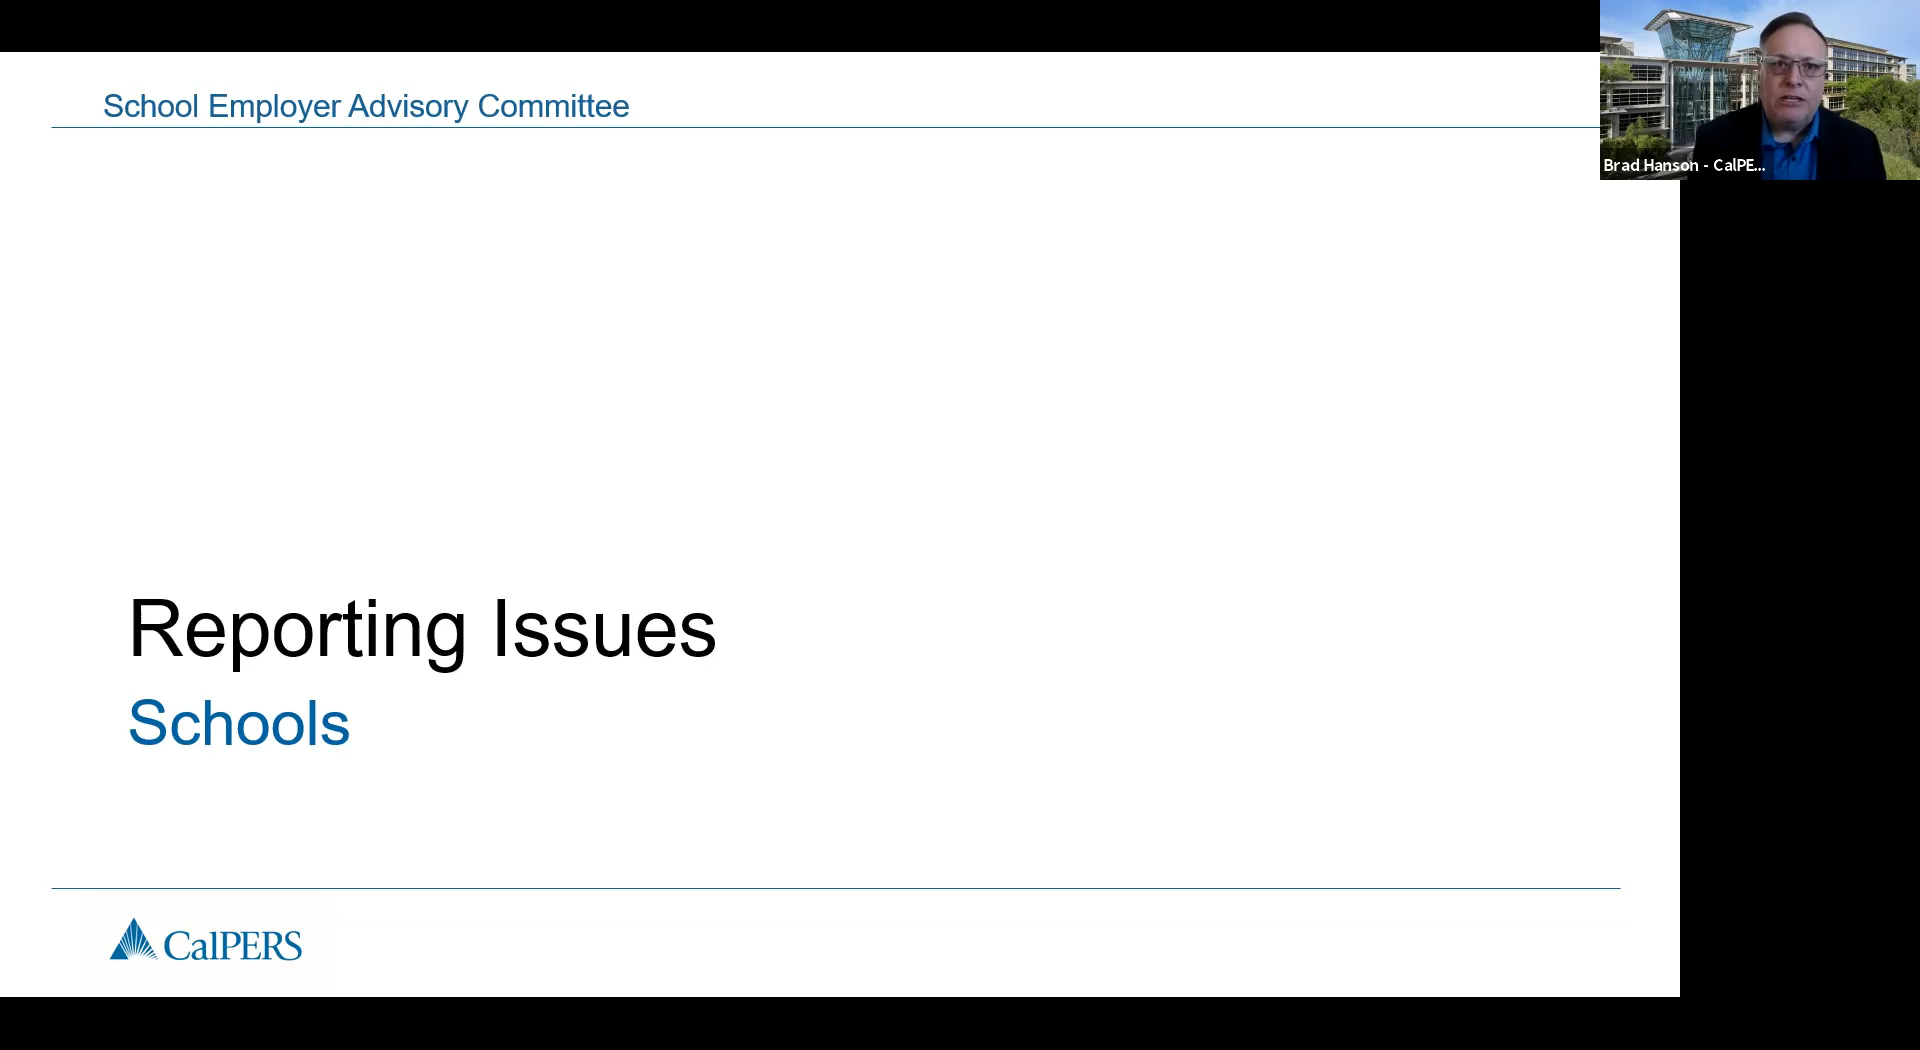 School Employer Advisory Committee
Brad Hanson - CalPE...
Reporting Issues
Schools
CalPERS